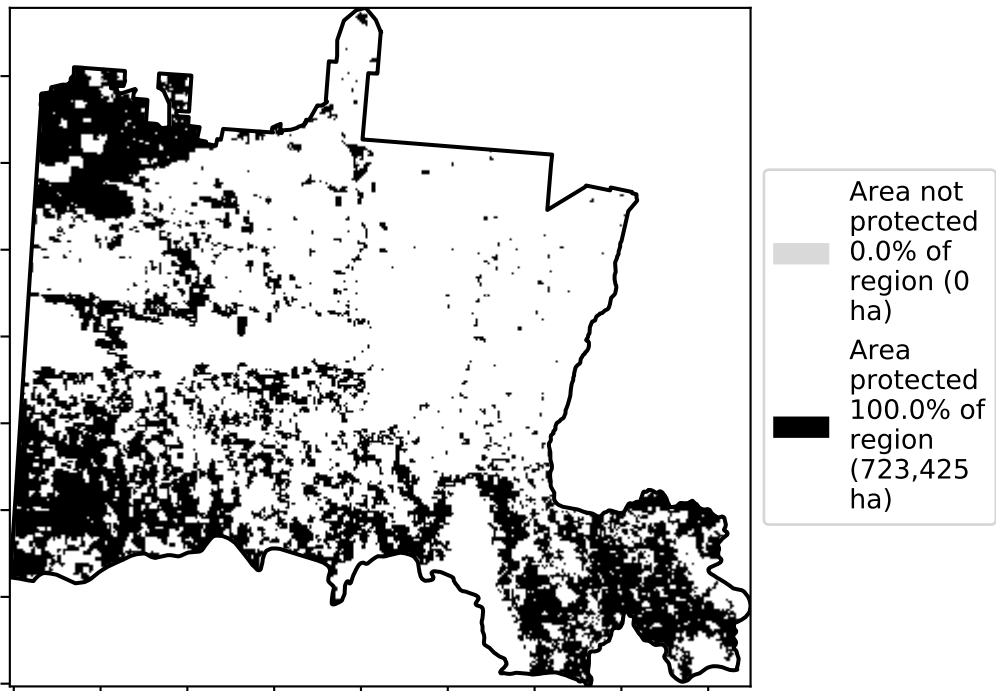 Area not
protected
0.0% of
region (0
ha)
Area
protected
100.0% of
region
(723,425
ha)